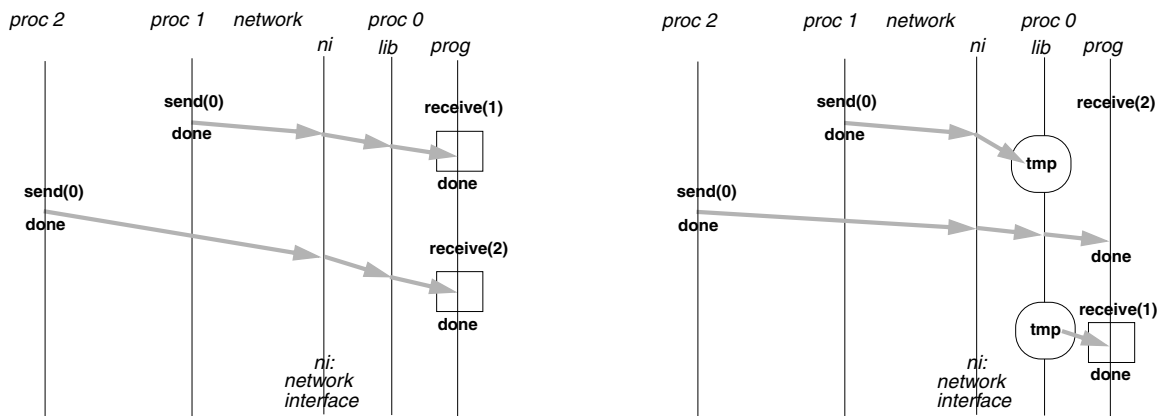 proc 2 proc 1 network proc 0
ni lib prog
send(0) receive(1)
done
done
send(0)
done
receive(2)
done
ni:
network
interface
proc 2 proc 1 network proc 0
ni lib prog
send(0) receive(2)
done
tmp
send(0)
done
done
receive(1)
tmp
done
ni:
network
interface